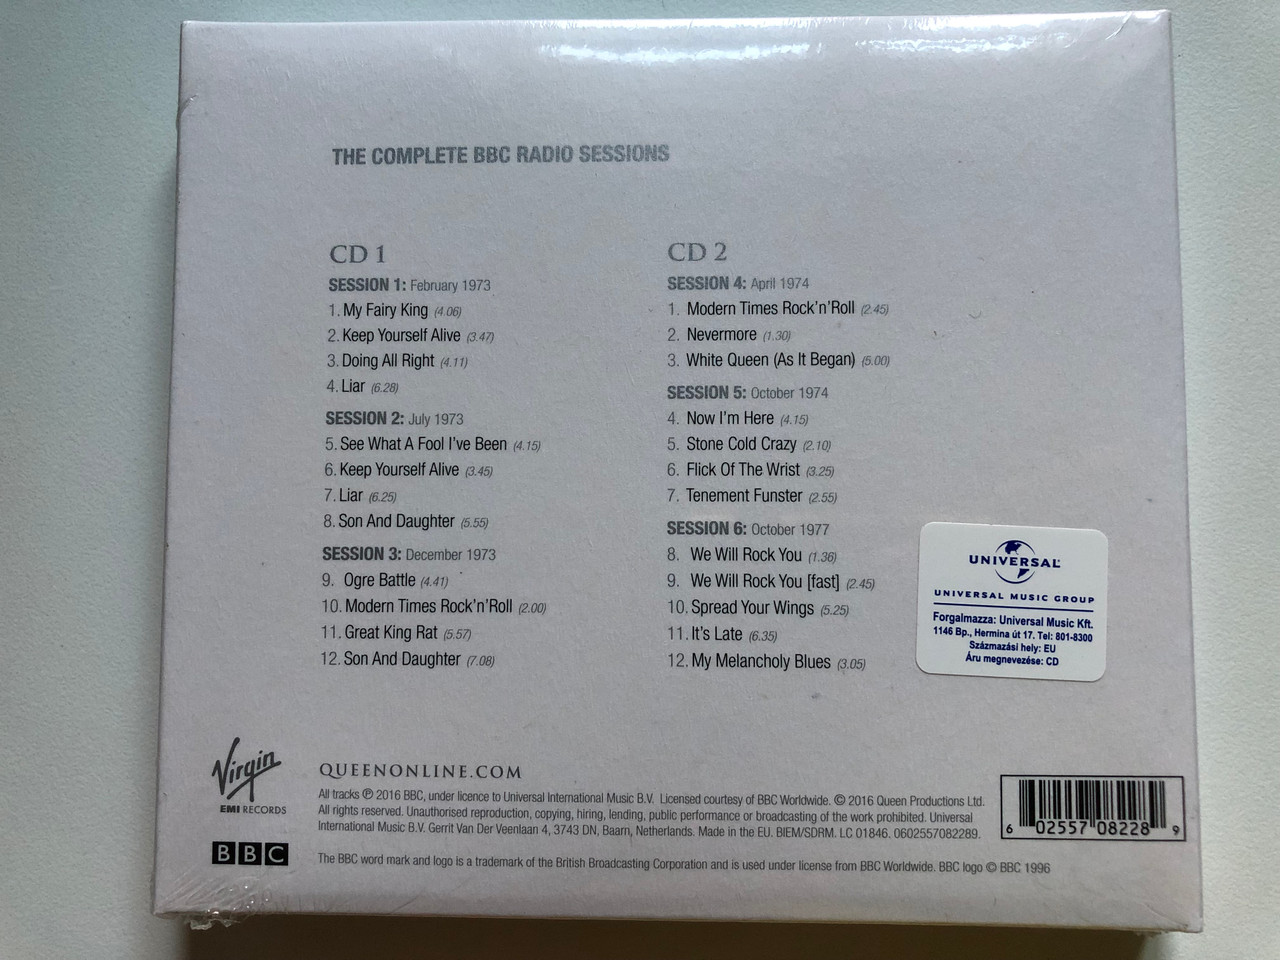 THE COMPLETE BBC RADIO SESSIONS
CD 1
SESSION 1: February 1973
1. My Fairy King (4.06)
2. Keep Yourself Alive (3.47)
3. Doing All Right (4.11)
4. Liar (6.28)
SESSION 2: July 1973
5. See What A Fool I've Been (4.15)
6. Keep Yourself Alive (3.45)
7. Liar (6.25)
8. Son And Daughter (5.55)
SESSION 3: December 1973
9. Ogre Battle (4.41)
10. Modern Times Rock'n'Roll (2.00)
11. Great King Rat (5.57)
12. Son And Daughter (7.08)
CD 2
SESSION 4: April 1974
1. Modern Times Rock'n'Roll (2.45)
2. Nevermore (1.30)
3. White Queen (As It Began) (5.00)
SESSION 5: October 1974
4. Now I'm Here (4.15)
5. Stone Cold Crazy (2.10)
6. Flick Of The Wrist (3.25)
7. Tenement Funster (2.55)
SESSION 6: October 1977
8. We Will Rock You (1.36)
9. We Will Rock You [fast] (2.45)
10. Spread Your Wings (5.25)
11. It's Late (6.35)
12. My Melancholy Blues (3.05)
UNIVERSAL
UNIVERSAL MUSIC GROUP
Forgalmazza: Universal Music Kft.
1146 Bp., Hermina út 17. Tel: 801-8300
Származási hely: EU
Áru megnevezése: CD
Virgin
EMI RECORDS
BBC
QUEENONLINE.COM
All tracks ℗ 2016 BBC, under licence to Universal International Music B.V. Licensed courtesy of BBC Worldwide. © 2016 Queen Productions Ltd.
All rights reserved. Unauthorised reproduction, copying, hiring, lending, public performance or broadcasting of the work prohibited. Universal
International Music B.V. Gerrit Van Der Veenlaan 4, 3743 DN, Baarn, Netherlands. Made in the EU. BIEM/SDRM. LC 01846. 0602557082289.
The BBC word mark and logo is a trademark of the British Broadcasting Corporation and is used under license from BBC Worldwide. BBC logo © BBC 1996
6 02557 08228 9